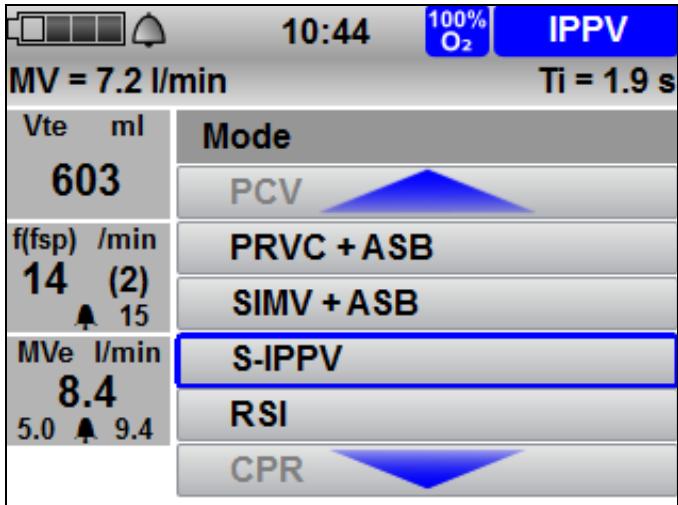 10:44 100% O₂ IPPV
MV = 7.2 l/min Ti = 1.9 s
Vte ml
603
f(fsp) /min
14 (2)
15
MVe l/min
8.4
5.0 9.4
Mode
PCV
PRVC + ASB
SIMV + ASB
S-IPPV
RSI
CPR